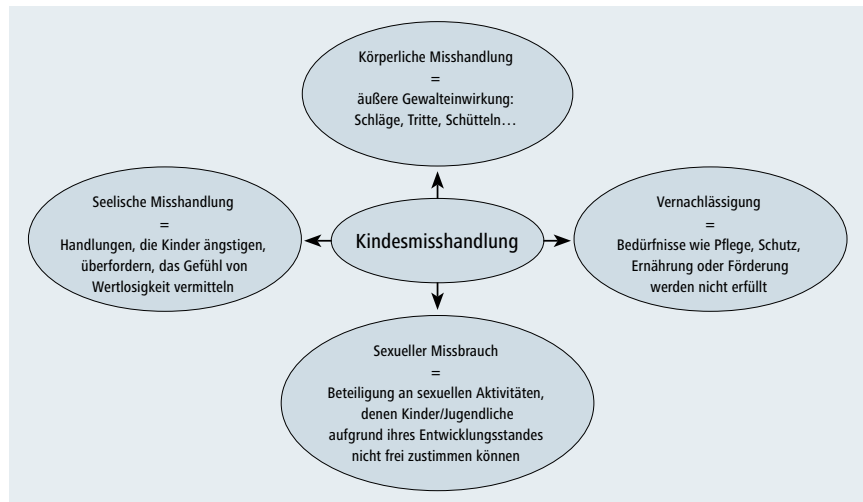 Körperliche Misshandlung
=
äußere Gewalteinwirkung:
Schläge, Tritte, Schütteln…
Seelische Misshandlung
=
Handlungen, die Kinder ängstigen,
überfordern, das Gefühl von
Wertlosigkeit vermitteln
Kindesmisshandlung
Vernachlässigung
=
Bedürfnisse wie Pflege, Schutz,
Ernährung oder Förderung
werden nicht erfüllt
Sexueller Missbrauch
=
Beteiligung an sexuellen Aktivitäten,
denen Kinder/Jugendliche
aufgrund ihres Entwicklungsstandes
nicht frei zustimmen können